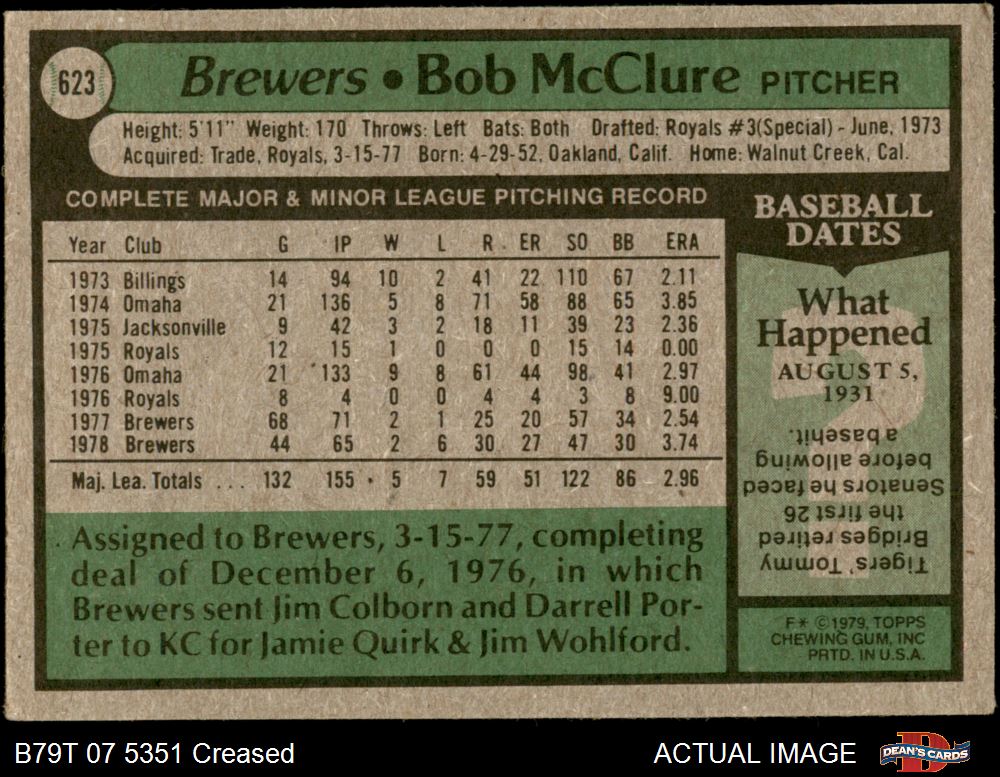 623
Brewers • Bob McClure PITCHER
Height: 5'11" Weight: 170 Throws: Left Bats: Both Drafted: Royals #3(Special) - June, 1973
Acquired: Trade, Royals, 3-15-77 Born: 4-29-52, Oakland, Calif. Home: Walnut Creek, Cal.
COMPLETE MAJOR & MINOR LEAGUE PITCHING RECORD
Year Club G IP W L R ER SO BB ERA
1973 Billings 14 94 10 2 41 22 110 67 2.11
1974 Omaha 21 136 5 8 71 58 88 65 3.85
1975 Jacksonville 9 42 3 2 18 11 39 23 2.36
1975 Royals 12 15 1 0 0 0 15 14 0.00
1976 Omaha 21 133 9 8 61 44 98 41 2.97
1976 Royals 8 4 0 0 4 4 3 8 9.00
1977 Brewers 68 71 2 1 25 20 57 34 2.54
1978 Brewers 44 65 2 6 30 27 47 30 3.74
Maj. Lea. Totals ... 132 155 5 7 59 51 122 86 2.96
Assigned to Brewers, 3-15-77, completing
deal of December 6, 1976, in which
Brewers sent Jim Colborn and Darrell Por-
ter to KC for Jamie Quirk & Jim Wohlford.
BASEBALL
DATES
What
Happened
AUGUST 5,
1931
?
Tigers' Tommy
Bridges retired
the first 26
Senators he faced
before allowing
a basehit.
F* ©1979, TOPPS
CHEWING GUM, INC
PRTD. IN U.S.A.
B79T 07 5351 Creased
ACTUAL IMAGE
DEAN'S CARDS